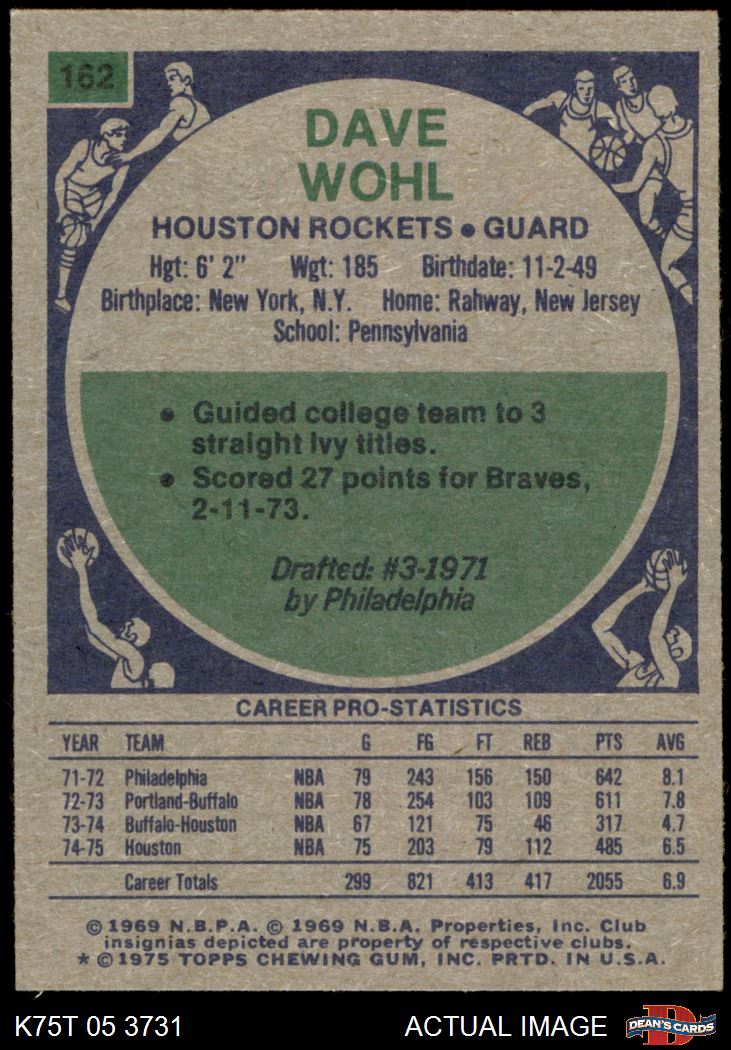 162
DAVE
WOHL
HOUSTON ROCKETS • GUARD
Hgt: 6' 2" Wgt: 185 Birthdate: 11-2-49
Birthplace: New York, N.Y. Home: Rahway, New Jersey
School: Pennsylvania
• Guided college team to 3
straight Ivy titles.
• Scored 27 points for Braves,
2-11-73.
Drafted: #3-1971
by Philadelphia
CAREER PRO-STATISTICS
YEAR TEAM G FG FT REB PTS AVG
71-72 Philadelphia NBA 79 243 156 150 642 8.1
72-73 Portland-Buffalo NBA 78 254 103 109 611 7.8
73-74 Buffalo-Houston NBA 67 121 75 46 317 4.7
74-75 Houston NBA 75 203 79 112 485 6.5
Career Totals 299 821 413 417 2055 6.9
© 1969 N.B.P.A. © 1969 N.B.A. Properties, Inc. Club
insignias depicted are property of respective clubs.
* © 1975 TOPPS CHEWING GUM, INC. PRTD. IN U.S.A.
K75T 05 3731 ACTUAL IMAGE D DEAN'S CARDS